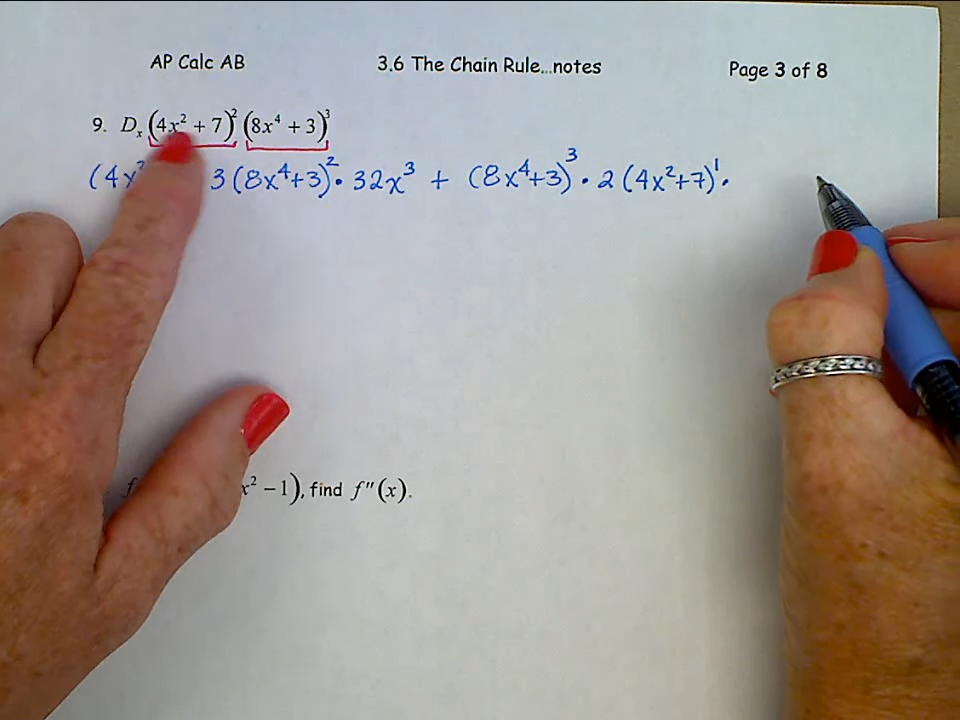 AP Calc AB 3.6 The Chain Rule...notes Page 3 of 8
9. Dₓ (4x² + 7)² (8x⁴ + 3)³
(4x² 3(8x⁴+3)² · 32x³ + (8x⁴+3)³ · 2(4x²+7)¹ ·
f x² − 1), find f″(x).